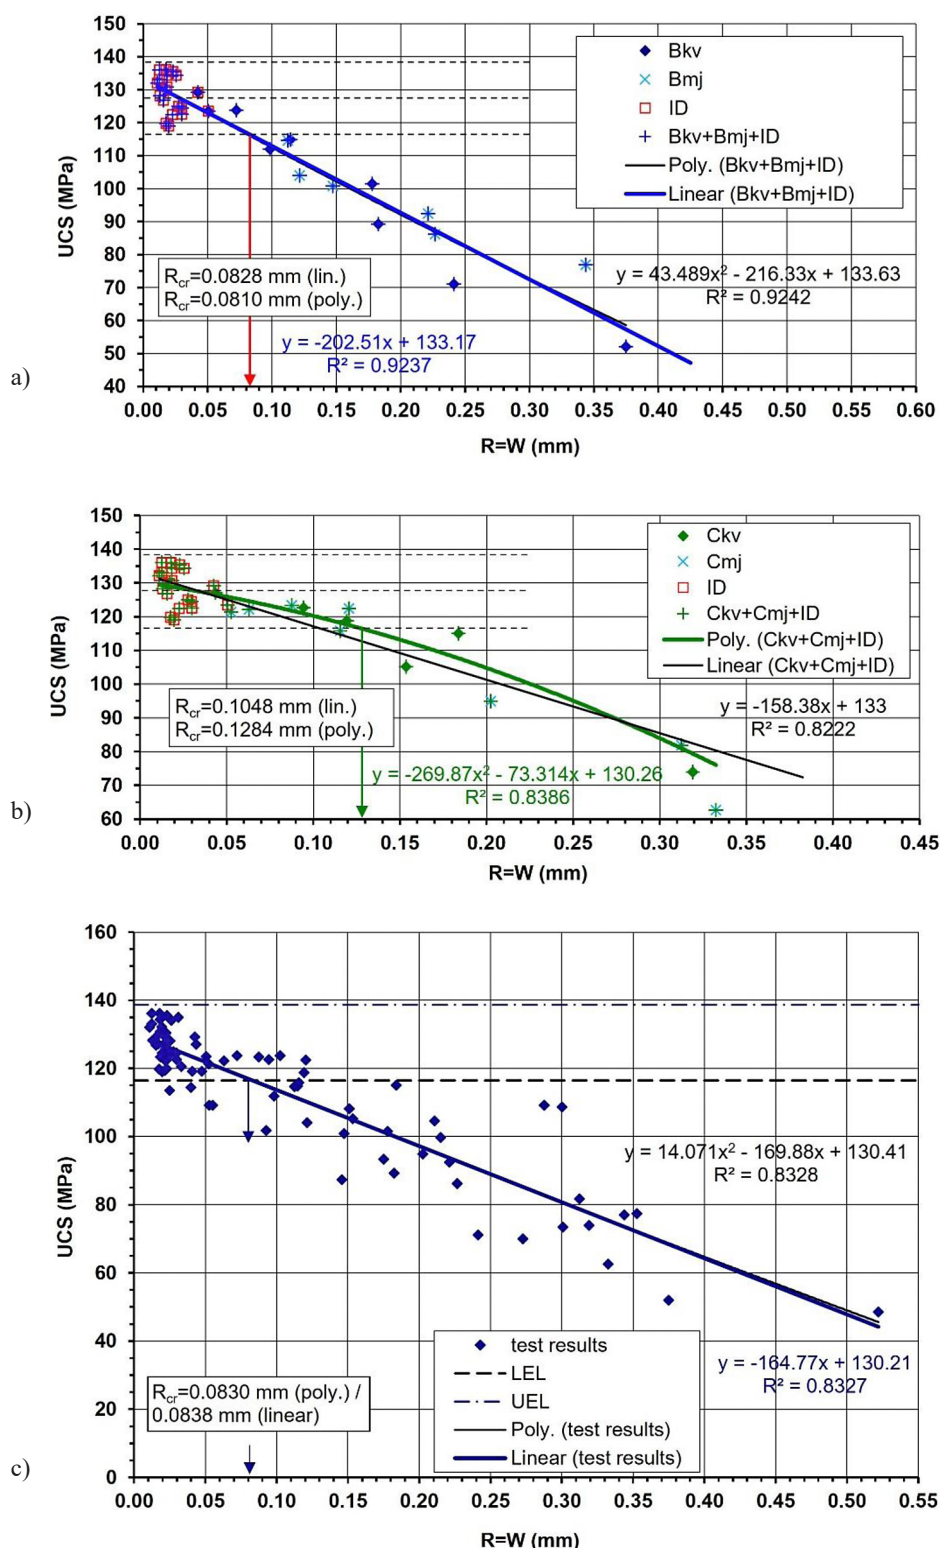 150
140
130
120
110
100
90
80
70
60
50
40
UCS (MPa)
Bkv
Bmj
ID
Bkv+Bmj+ID
Poly. (Bkv+Bmj+ID)
Linear (Bkv+Bmj+ID)
Rcr=0.0828 mm (lin.)
Rcr=0.0810 mm (poly.)
y = 43.489x² - 216.33x + 133.63
R² = 0.9242
y = -202.51x + 133.17
R² = 0.9237
a)
0.00 0.05 0.10 0.15 0.20 0.25 0.30 0.35 0.40 0.45 0.50 0.55 0.60
R=W (mm)
150
140
130
120
110
100
90
80
70
60
UCS (MPa)
Ckv
Cmj
ID
Ckv+Cmj+ID
Poly. (Ckv+Cmj+ID)
Linear (Ckv+Cmj+ID)
Rcr=0.1048 mm (lin.)
Rcr=0.1284 mm (poly.)
y = -158.38x + 133
R² = 0.8222
y = -269.87x² - 73.314x + 130.26
R² = 0.8386
b)
0.00 0.05 0.10 0.15 0.20 0.25 0.30 0.35 0.40 0.45
R=W (mm)
160
140
120
100
80
60
40
20
0
UCS (MPa)
y = 14.071x² - 169.88x + 130.41
R² = 0.8328
test results
LEL
UEL
Poly. (test results)
Linear (test results)
y = -164.77x + 130.21
R² = 0.8327
Rcr=0.0830 mm (poly.) /
0.0838 mm (linear)
c)
0.00 0.05 0.10 0.15 0.20 0.25 0.30 0.35 0.40 0.45 0.50 0.55
R=W (mm)